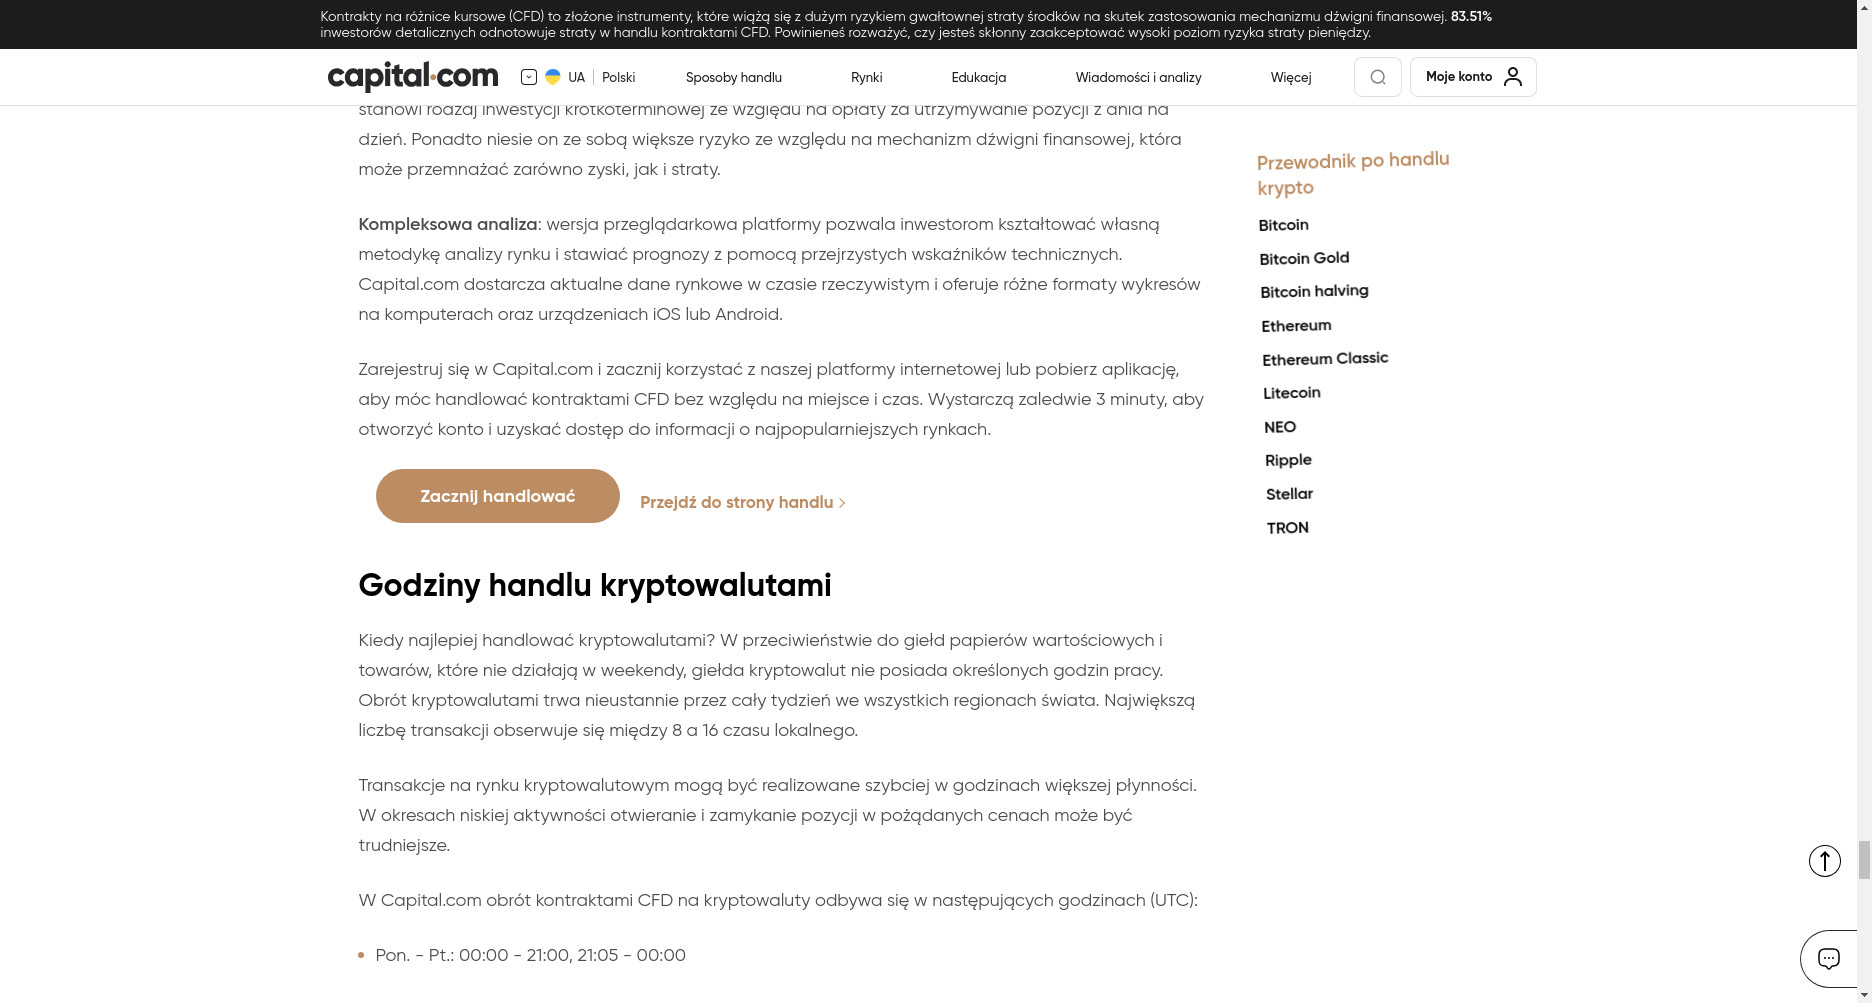 Kontrakty na różnice kursowe (CFD) to złożone instrumenty, które wiążą się z dużym ryzykiem gwałtownej straty środków na skutek zastosowania mechanizmu dźwigni finansowej. 83.51%
inwestorów detalicznych odnotowuje straty w handlu kontraktami CFD. Powinieneś rozważyć, czy jesteś skłonny zaakceptować wysoki poziom ryzyka straty pieniędzy.
capital.com
UA
Polski
Sposoby handlu
Rynki
Edukacja
Wiadomości i analizy
Więcej
Moje konto
stanowi rodzaj inwestycji krótkoterminowej ze względu na opłaty za utrzymywanie pozycji z dnia na
dzień. Ponadto niesie on ze sobą większe ryzyko ze względu na mechanizm dźwigni finansowej, która
może przemnażać zarówno zyski, jak i straty.
Kompleksowa analiza: wersja przeglądarkowa platformy pozwala inwestorom kształtować własną
metodykę analizy rynku i stawiać prognozy z pomocą przejrzystych wskaźników technicznych.
Capital.com dostarcza aktualne dane rynkowe w czasie rzeczywistym i oferuje różne formaty wykresów
na komputerach oraz urządzeniach iOS lub Android.
Zarejestruj się w Capital.com i zacznij korzystać z naszej platformy internetowej lub pobierz aplikację,
aby móc handlować kontraktami CFD bez względu na miejsce i czas. Wystarczą zaledwie 3 minuty, aby
otworzyć konto i uzyskać dostęp do informacji o najpopularniejszych rynkach.
Zacznij handlować
Przejdź do strony handlu
Godziny handlu kryptowalutami
Kiedy najlepiej handlować kryptowalutami? W przeciwieństwie do giełd papierów wartościowych i
towarów, które nie działają w weekendy, giełda kryptowalut nie posiada określonych godzin pracy.
Obrót kryptowalutami trwa nieustannie przez cały tydzień we wszystkich regionach świata. Największą
liczbę transakcji obserwuje się między 8 a 16 czasu lokalnego.
Transakcje na rynku kryptowalutowym mogą być realizowane szybciej w godzinach większej płynności.
W okresach niskiej aktywności otwieranie i zamykanie pozycji w pożądanych cenach może być
trudniejsze.
W Capital.com obrót kontraktami CFD na kryptowaluty odbywa się w następujących godzinach (UTC):
Pon. - Pt.: 00:00 - 21:00, 21:05 - 00:00
Przewodnik po handlu
krypto
Bitcoin
Bitcoin Gold
Bitcoin halving
Ethereum
Ethereum Classic
Litecoin
NEO
Ripple
Stellar
TRON